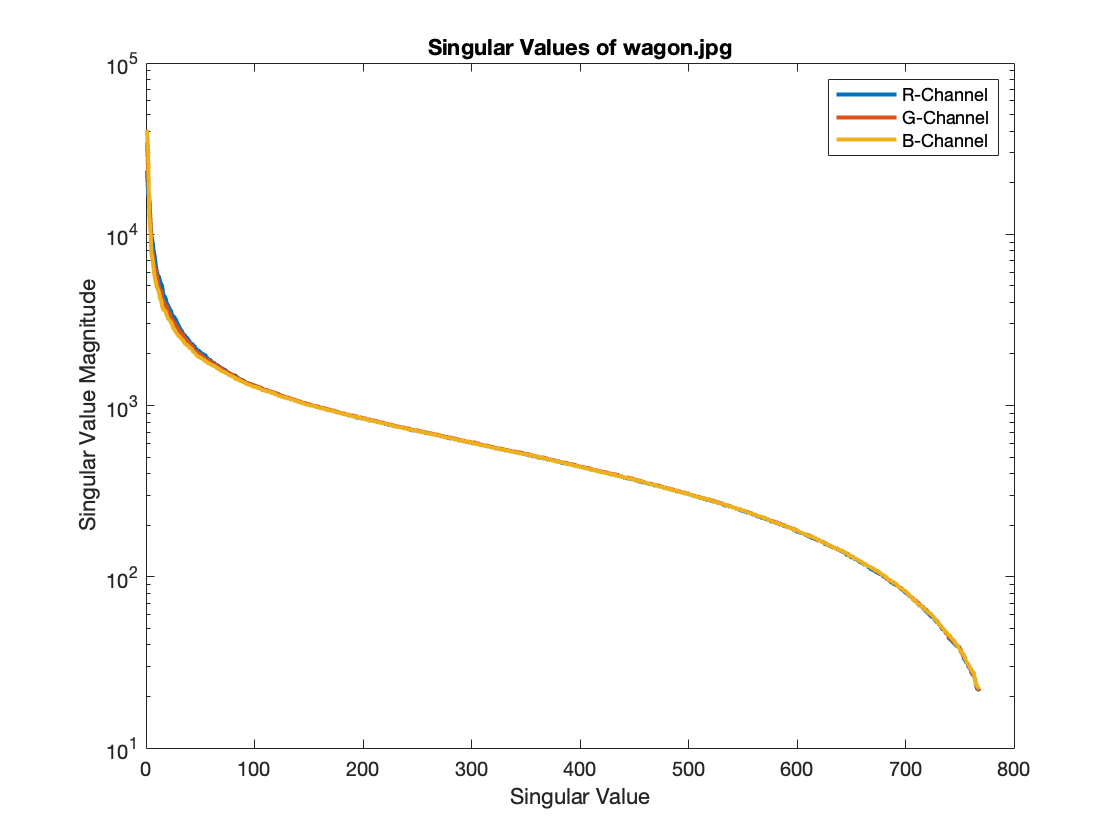 Singular Values of wagon.jpg
R-Channel
G-Channel
B-Channel
10^5
10^4
10^3
10^2
10^1
Singular Value Magnitude
0 100 200 300 400 500 600 700 800
Singular Value